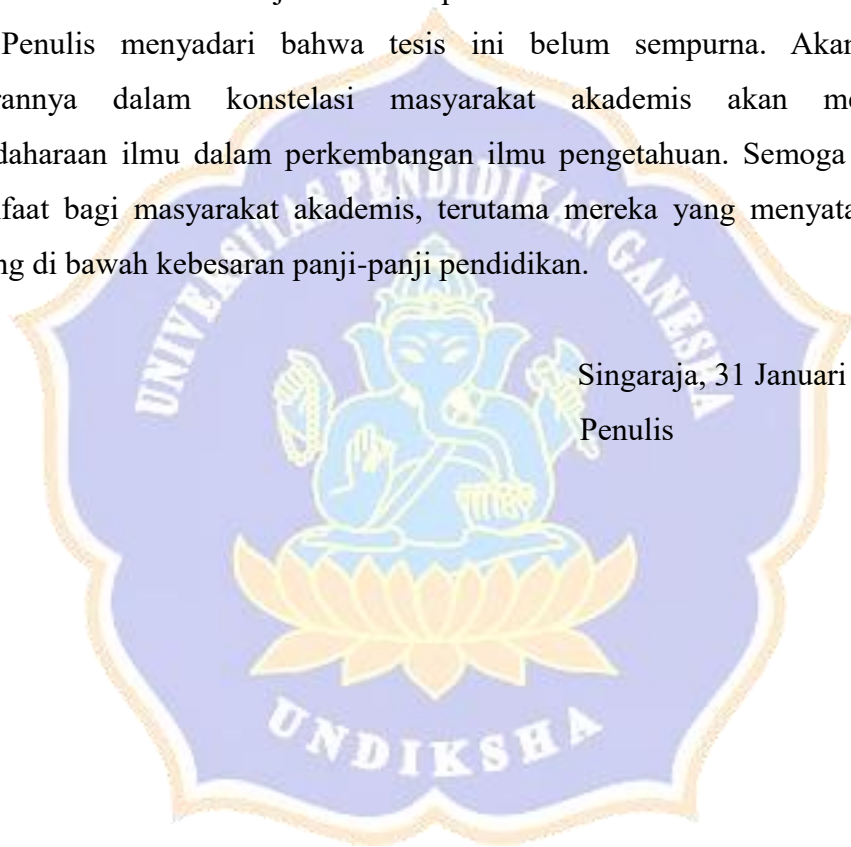 Penulis menyadari bahwa tesis ini belum sempurna. Akan
rannya dalam konstelasi masyarakat akademis akan me
daharaan ilmu dalam perkembangan ilmu pengetahuan. Semoga
faat bagi masyarakat akademis, terutama mereka yang menyata
ng di bawah kebesaran panji-panji pendidikan.
UNIVERSITAS PENDIDIKAN GANESHA
Singaraja, 31 Januari
Penulis
UNDIKSHA